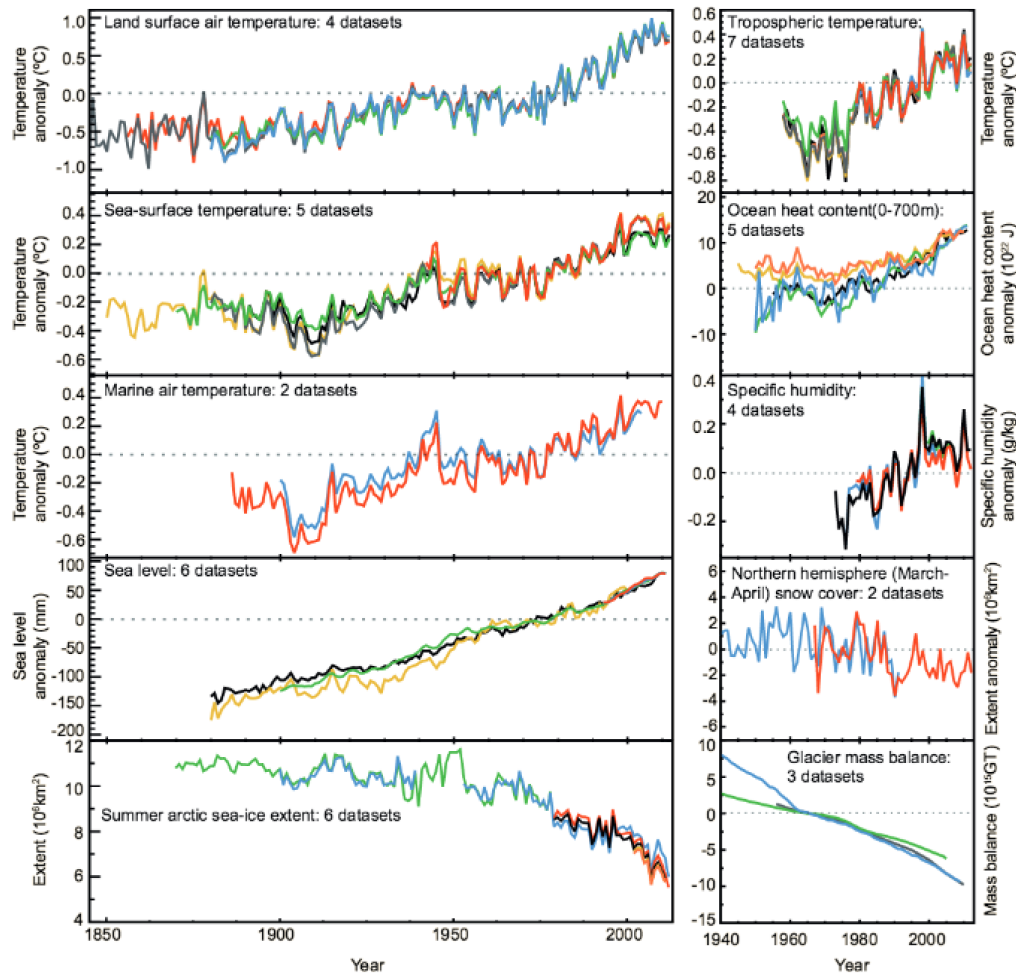 Land surface air temperature: 4 datasets
1.0
0.5
0.0
-0.5
-1.0
Temperature
anomaly (ºC)
Sea-surface temperature: 5 datasets
0.4
0.2
0.0
-0.2
-0.4
-0.6
Temperature
anomaly (ºC)
Marine air temperature: 2 datasets
0.4
0.2
0.0
-0.2
-0.4
-0.6
Temperature
anomaly (ºC)
Sea level: 6 datasets
100
50
0
-50
-100
-150
-200
Sea level
anomaly (mm)
Summer arctic sea-ice extent: 6 datasets
12
10
8
6
4
Extent (10⁶km²)
1850
1900
1950
2000
Year
Tropospheric temperature:
7 datasets
0.6
0.4
0.2
0.0
-0.2
-0.4
-0.6
-0.8
Temperature
anomaly (ºC)
Ocean heat content(0-700m):
5 datasets
20
10
0
-10
Ocean heat content
anomaly (10²² J)
Specific humidity:
4 datasets
0.4
0.2
0.0
-0.2
Specific humidity
anomaly (g/kg)
Northern hemisphere (March-
April) snow cover: 2 datasets
6
4
2
0
-2
-4
-6
Extent anomaly (10⁶km²)
Glacier mass balance:
3 datasets
10
5
0
-5
-10
-15
Mass balance (10¹⁵GT)
1940
1960
1980
2000
Year